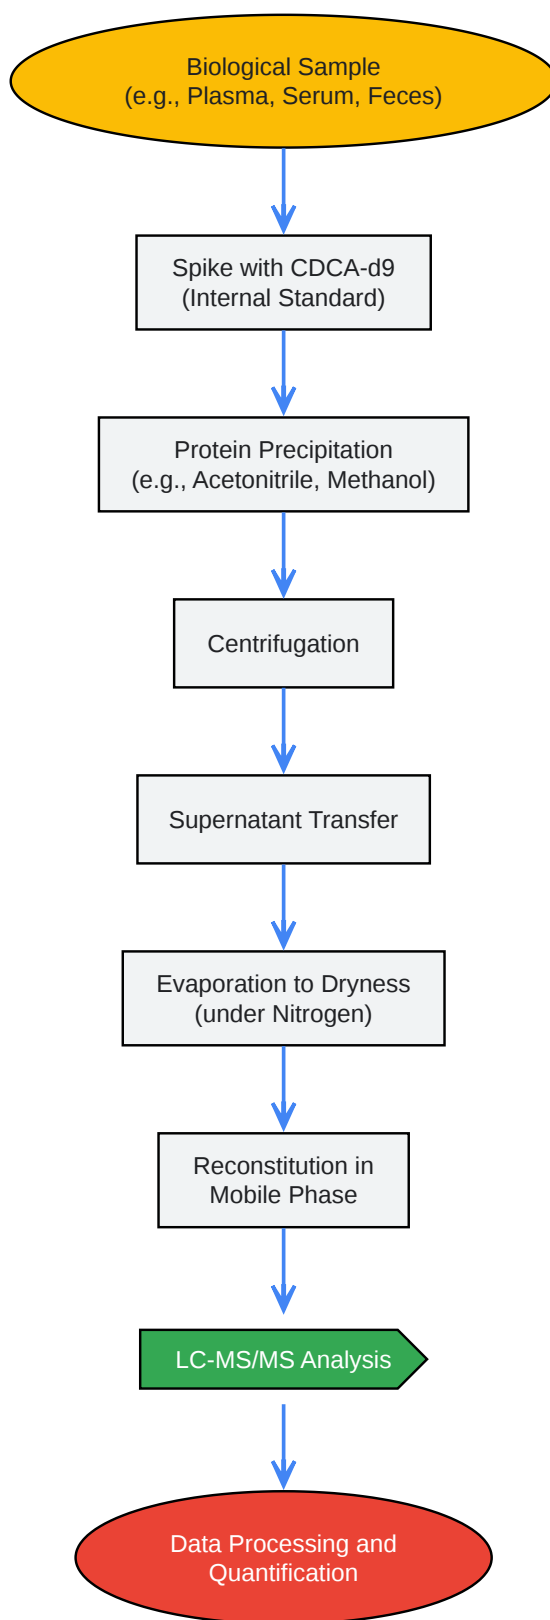 Biological Sample
(e.g., Plasma, Serum, Feces)
Spike with CDCA-d9
(Internal Standard)
Protein Precipitation
(e.g., Acetonitrile, Methanol)
Centrifugation
Supernatant Transfer
Evaporation to Dryness
(under Nitrogen)
Reconstitution in
Mobile Phase
LC-MS/MS Analysis
Data Processing and
Quantification